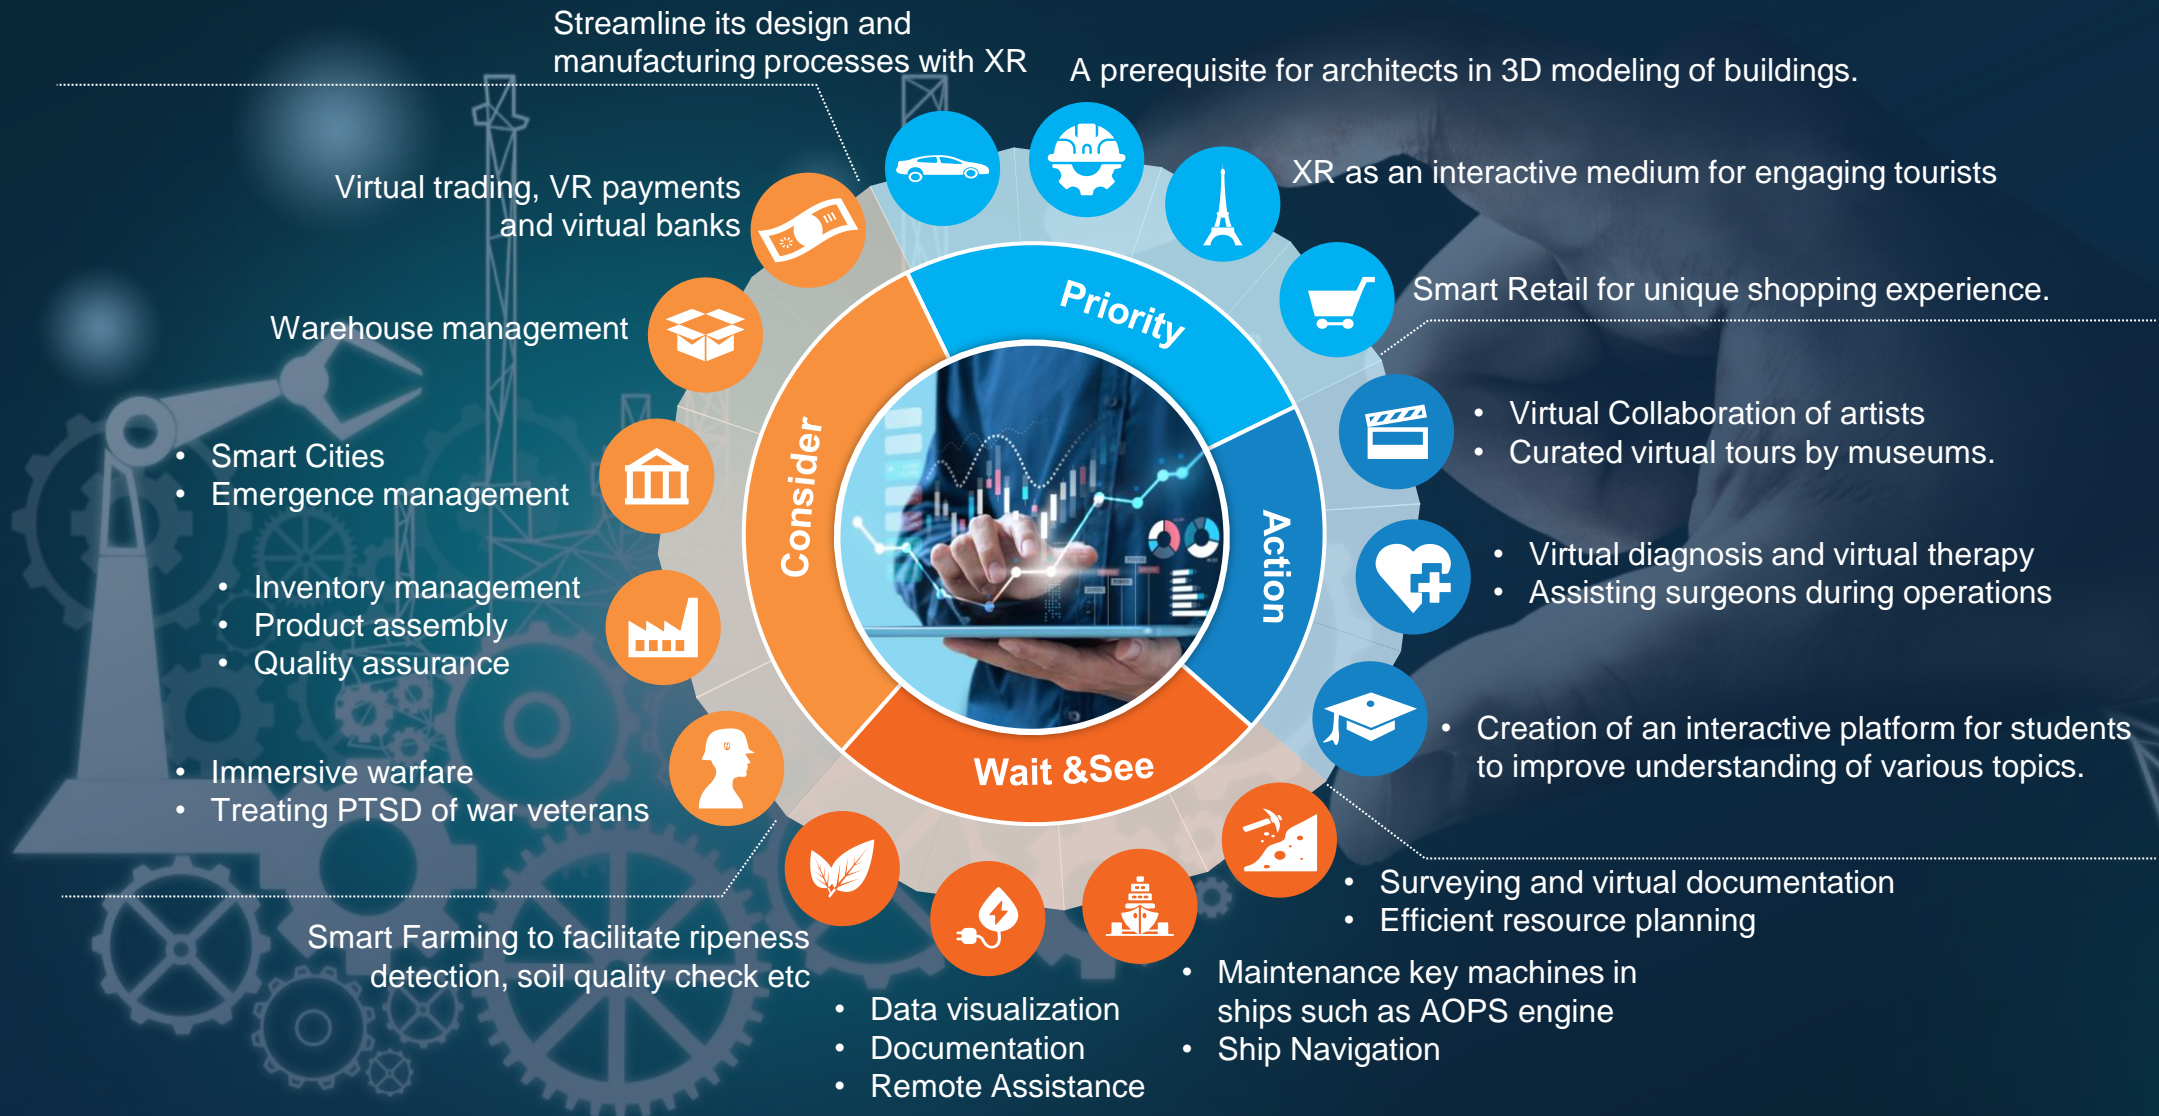 Streamline its design and
manufacturing processes with XR
A prerequisite for architects in 3D modeling of buildings.
XR as an interactive medium for engaging tourists
Smart Retail for unique shopping experience.
• Virtual Collaboration of artists
• Curated virtual tours by museums.
• Virtual diagnosis and virtual therapy
• Assisting surgeons during operations
• Creation of an interactive platform for students
to improve understanding of various topics.
• Surveying and virtual documentation
• Efficient resource planning
• Maintenance key machines in
ships such as AOPS engine
• Ship Navigation
• Data visualization
• Documentation
• Remote Assistance
Smart Farming to facilitate ripeness
detection, soil quality check etc
• Immersive warfare
• Treating PTSD of war veterans
• Inventory management
• Product assembly
• Quality assurance
• Smart Cities
• Emergence management
Warehouse management
Virtual trading, VR payments
and virtual banks
Priority
Action
Wait &See
Consider